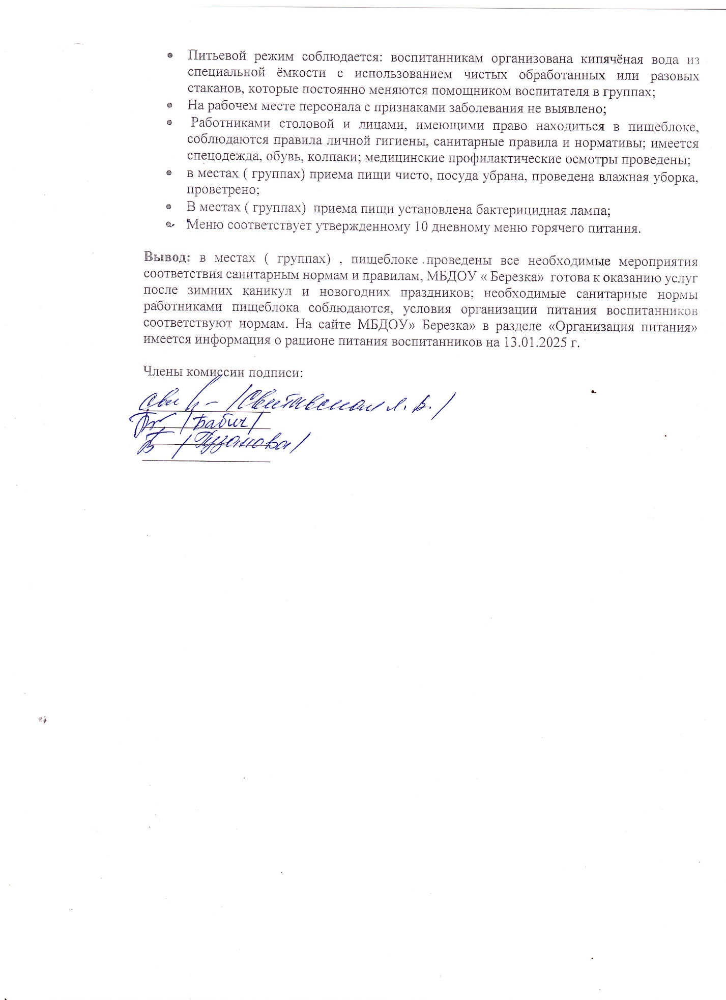 Питьевой режим соблюдается: воспитанникам организована кипячёная вода из
специальной ёмкости с использованием чистых обработанных или разовых
стаканов, которые постоянно меняются помощником воспитателя в группах;
На рабочем месте персонала с признаками заболевания не выявлено;
Работниками столовой и лицами, имеющими право находиться в пищеблоке,
соблюдаются правила личной гигиены, санитарные правила и нормативы; имеется
спецодежда, обувь, колпаки; медицинские профилактические осмотры проведены;
в местах ( группах) приема пищи чисто, посуда убрана, проведена влажная уборка,
проветрено;
В местах ( группах) приема пищи установлена бактерицидная лампа;
Меню соответствует утвержденному 10 дневному меню горячего питания.
Вывод: в местах ( группах) , пищеблоке проведены все необходимые мероприятия
соответствия санитарным нормам и правилам, МБДОУ « Березка» готова к оказанию услуг
после зимних каникул и новогодних праздников; необходимые санитарные нормы
работниками пищеблока соблюдаются, условия организации питания воспитанников
соответствуют нормам. На сайте МБДОУ» Березка» в разделе «Организация питания»
имеется информация о рационе питания воспитанников на 13.01.2025 г.
Члены комиссии подписи:
/ Бабич /
/ Пузанова /